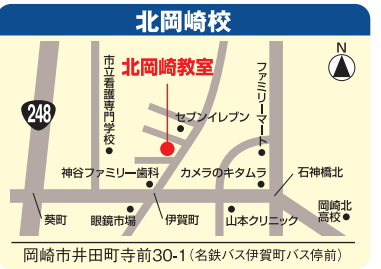 北岡崎校
N
市立看護専門学校
北岡崎教室
ファミリーマート
248
セブンイレブン
神谷ファミリー歯科
カメラのキタムラ
石神橋北
葵町
眼鏡市場
伊賀町
山本クリニック
岡崎北
高校
岡崎市井田町寺前30-1(名鉄バス伊賀町バス停前)